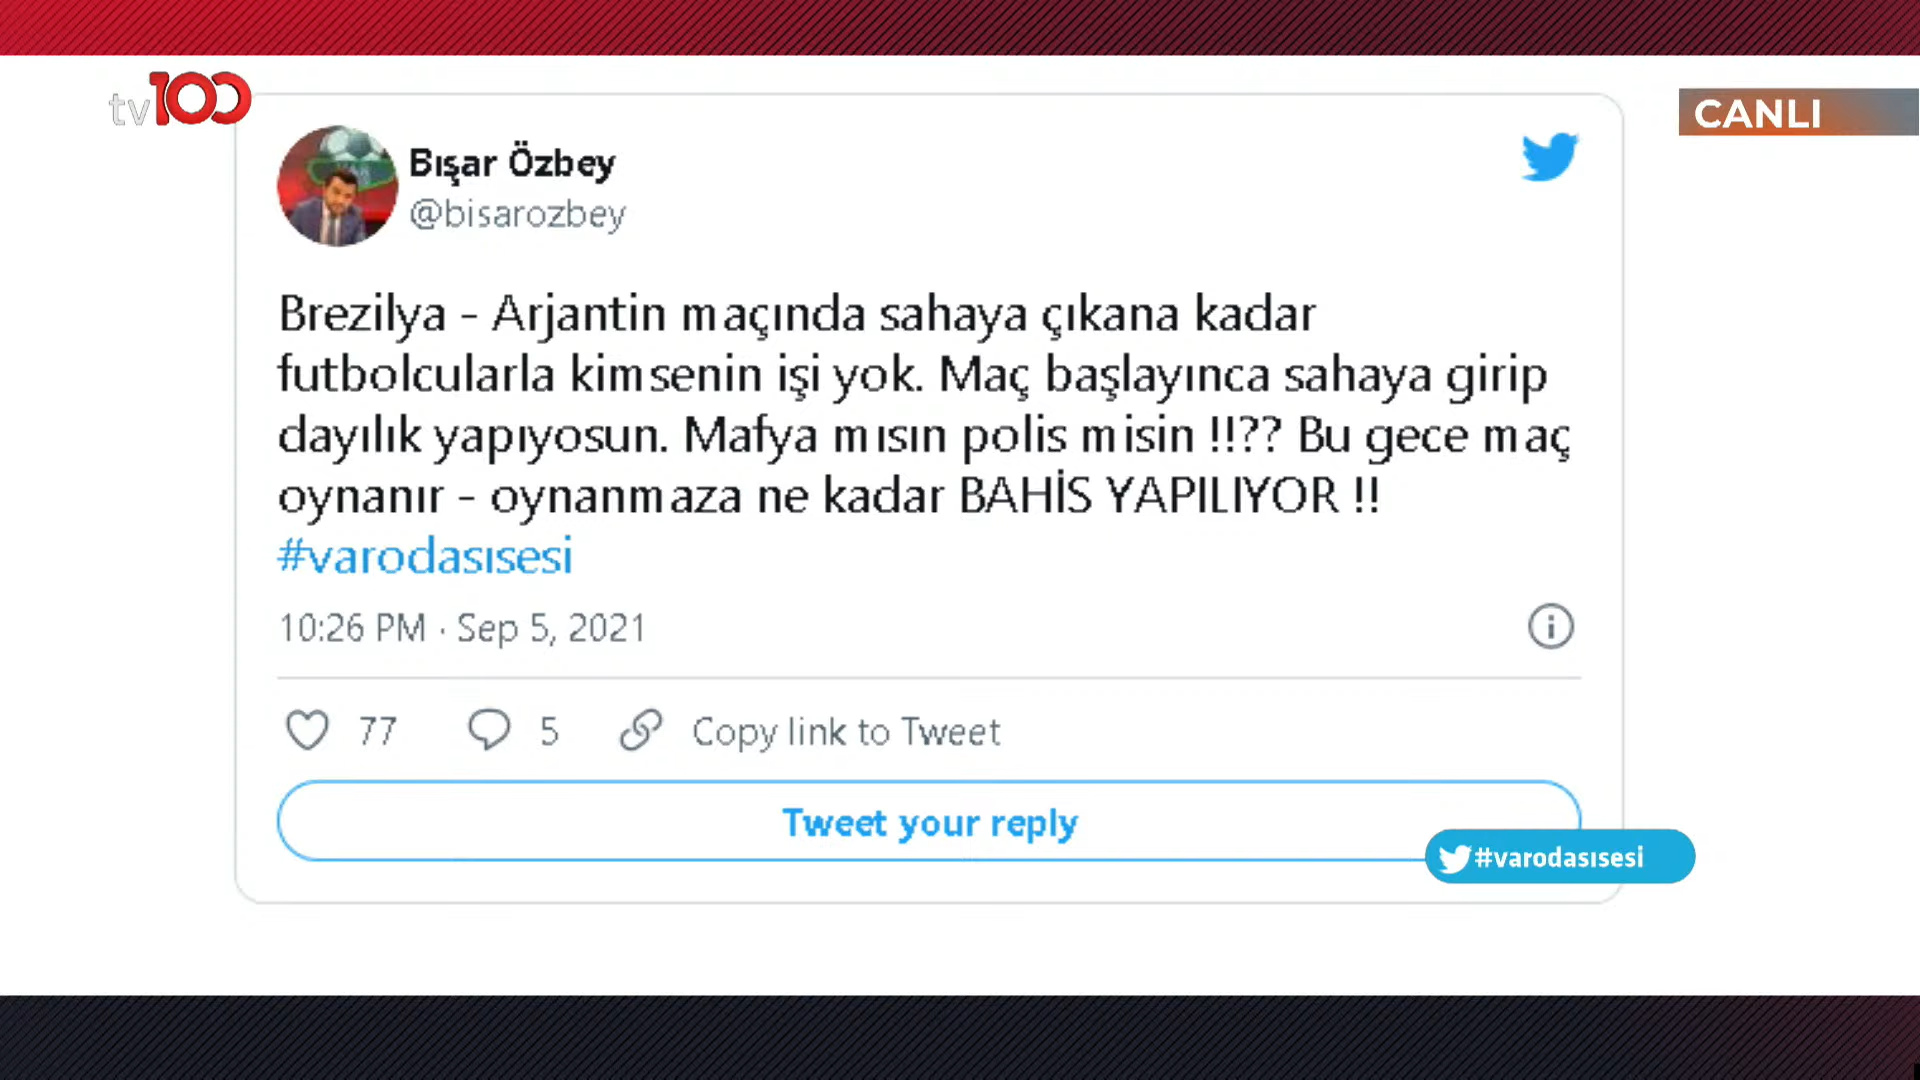 tv100
CANLI
Bışar Özbey
@bisarozbey
Brezilya - Arjantin maçında sahaya çıkana kadar
futbolcularla kimsenin işi yok. Maç başlayınca sahaya girip
dayılık yapıyosun. Mafya mısın polis misin !!?? Bu gece maç
oynanır - oynanmaza ne kadar BAHİS YAPILIYOR !!
#varodasısesi
10:26 PM · Sep 5, 2021
77 5 Copy link to Tweet
Tweet your reply
#varodasısesi